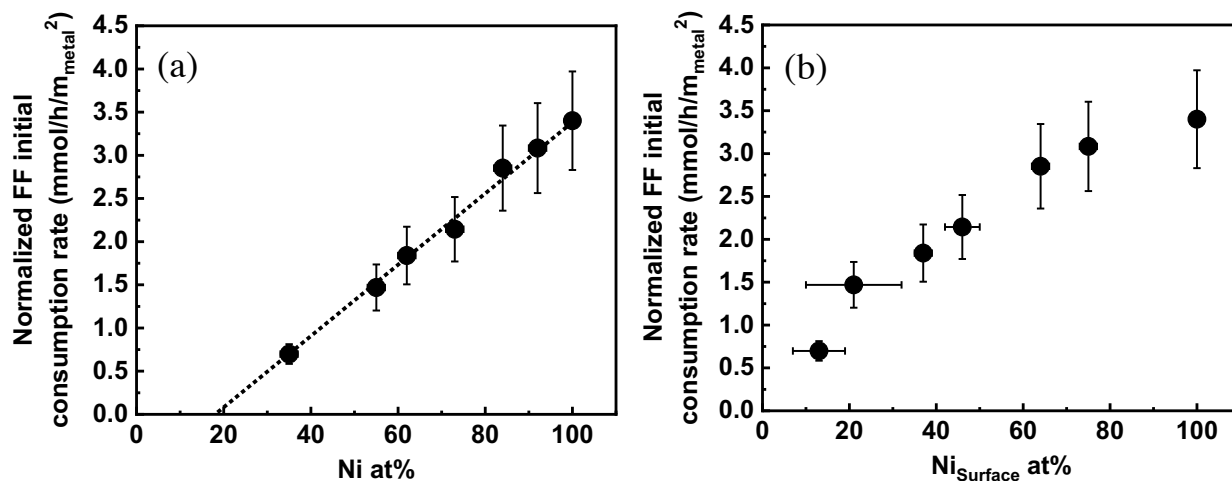 (a)
Normalized FF initial
consumption rate (mmol/h/m_metal^2)
4.5
4.0
3.5
3.0
2.5
2.0
1.5
1.0
0.5
0.0
0 20 40 60 80 100
Ni at%
(b)
Normalized FF initial
consumption rate (mmol/h/m_metal^2)
4.5
4.0
3.5
3.0
2.5
2.0
1.5
1.0
0.5
0.0
0 20 40 60 80 100
Ni_Surface at%